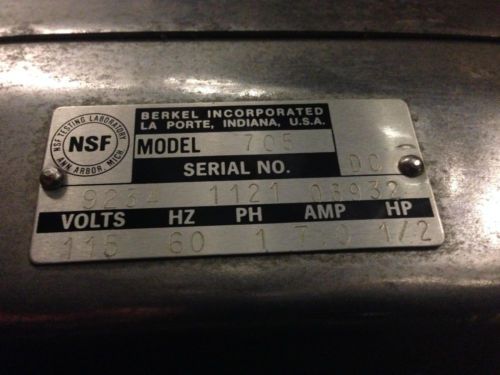 NSF TESTING LABORATORY
NSF
ANN ARBOR, MICH.
BERKEL INCORPORATED
LA PORTE, INDIANA, U.S.A.
MODEL 705
SERIAL NO. DC
9234 1121 03932
VOLTS HZ PH AMP HP
115 60 1 7.0 1/2